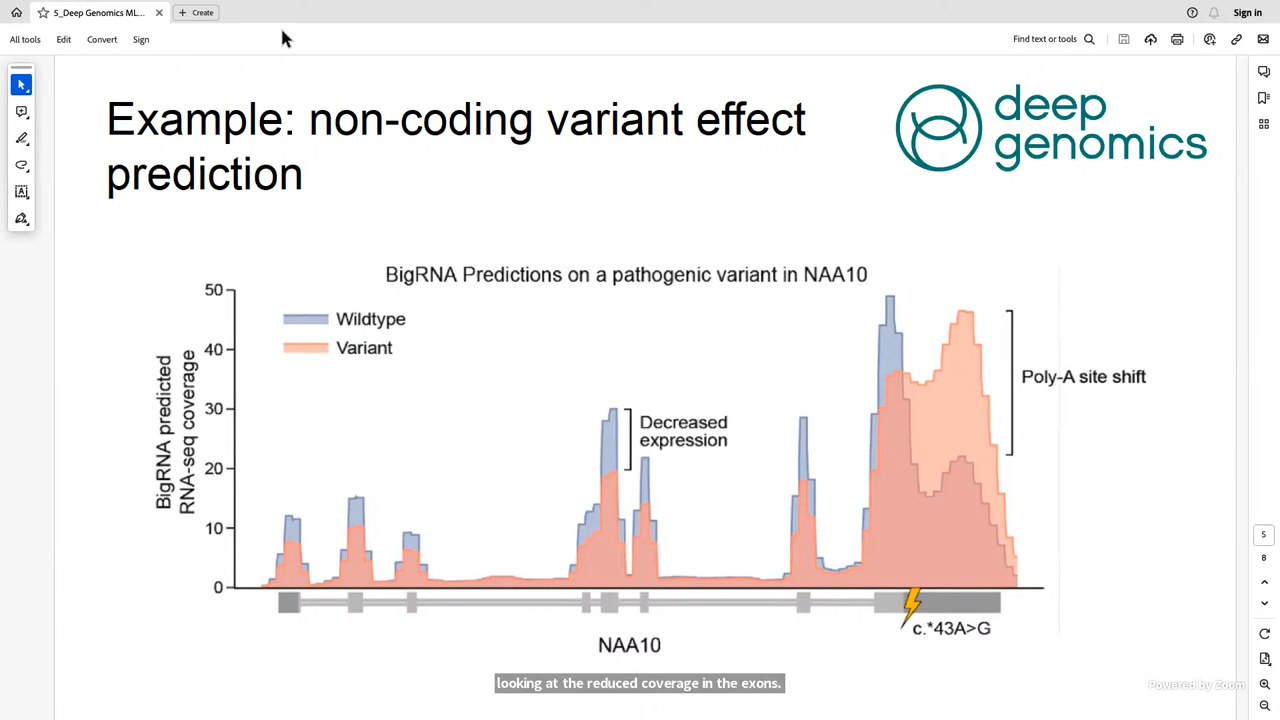 5_Deep Genomics ML...
Create
Sign in
All tools
Edit
Convert
Sign
Find text or tools
Example: non-coding variant effect
prediction
deep
genomics
BigRNA Predictions on a pathogenic variant in NAA10
BigRNA predicted
RNA-seq coverage
50
40
30
20
10
0
Wildtype
Variant
Decreased
expression
Poly-A site shift
c.*43A>G
NAA10
looking at the reduced coverage in the exons.
Powered by Zoom
5
8